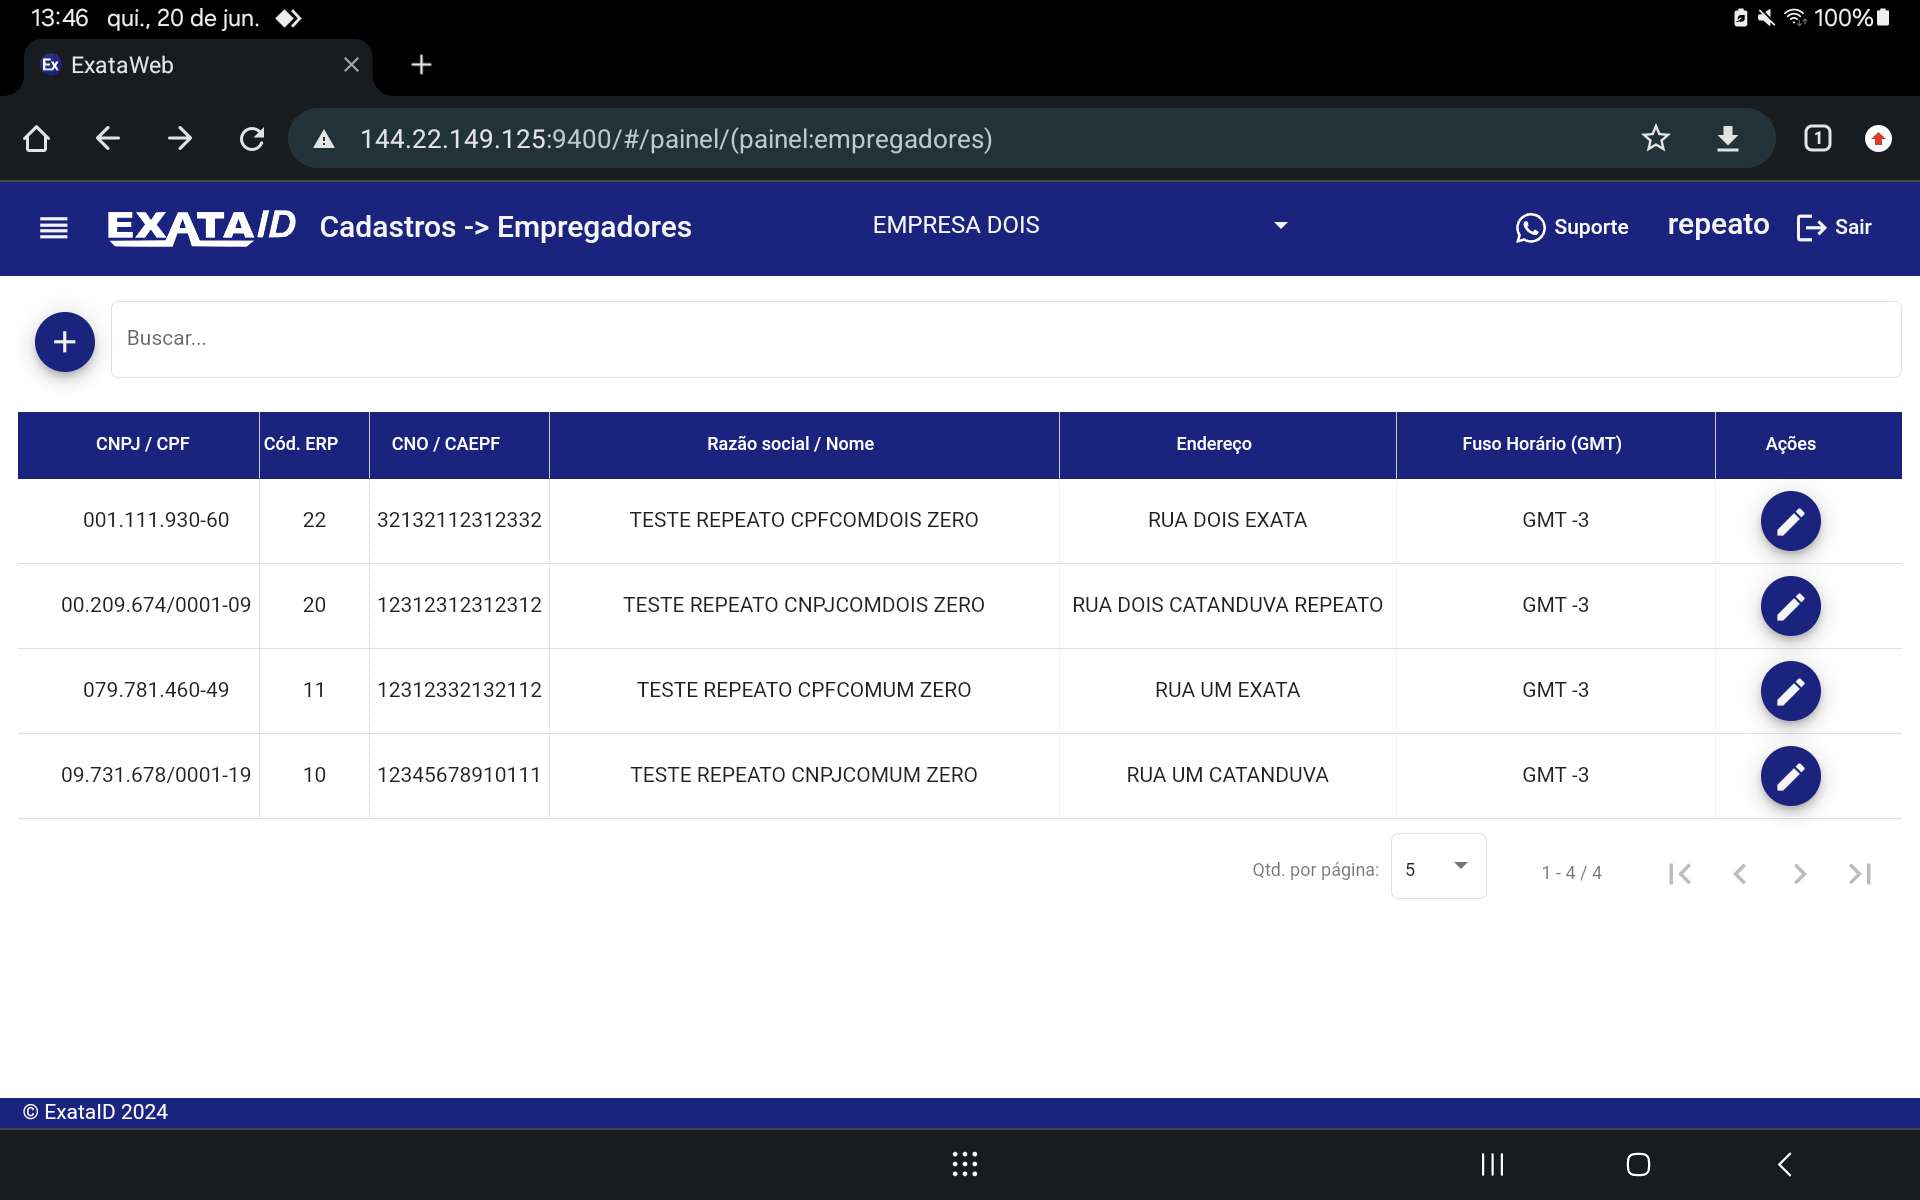 13:46 qui., 20 de jun. 100%
Ex ExataWeb
144.22.149.125:9400/#/painel/(painel:empregadores) 1
EXATAID Cadastros -> Empregadores EMPRESA DOIS Suporte repeato Sair
Buscar...
CNPJ / CPF Cód. ERP CNO / CAEPF Razão social / Nome Endereço Fuso Horário (GMT) Ações
001.111.930-60 22 32132112312332 TESTE REPEATO CPFCOMDOIS ZERO RUA DOIS EXATA GMT -3
00.209.674/0001-09 20 12312312312312 TESTE REPEATO CNPJCOMDOIS ZERO RUA DOIS CATANDUVA REPEATO GMT -3
079.781.460-49 11 12312332132112 TESTE REPEATO CPFCOMUM ZERO RUA UM EXATA GMT -3
09.731.678/0001-19 10 12345678910111 TESTE REPEATO CNPJCOMUM ZERO RUA UM CATANDUVA GMT -3
Qtd. por página: 5 1 - 4 / 4
© ExataID 2024